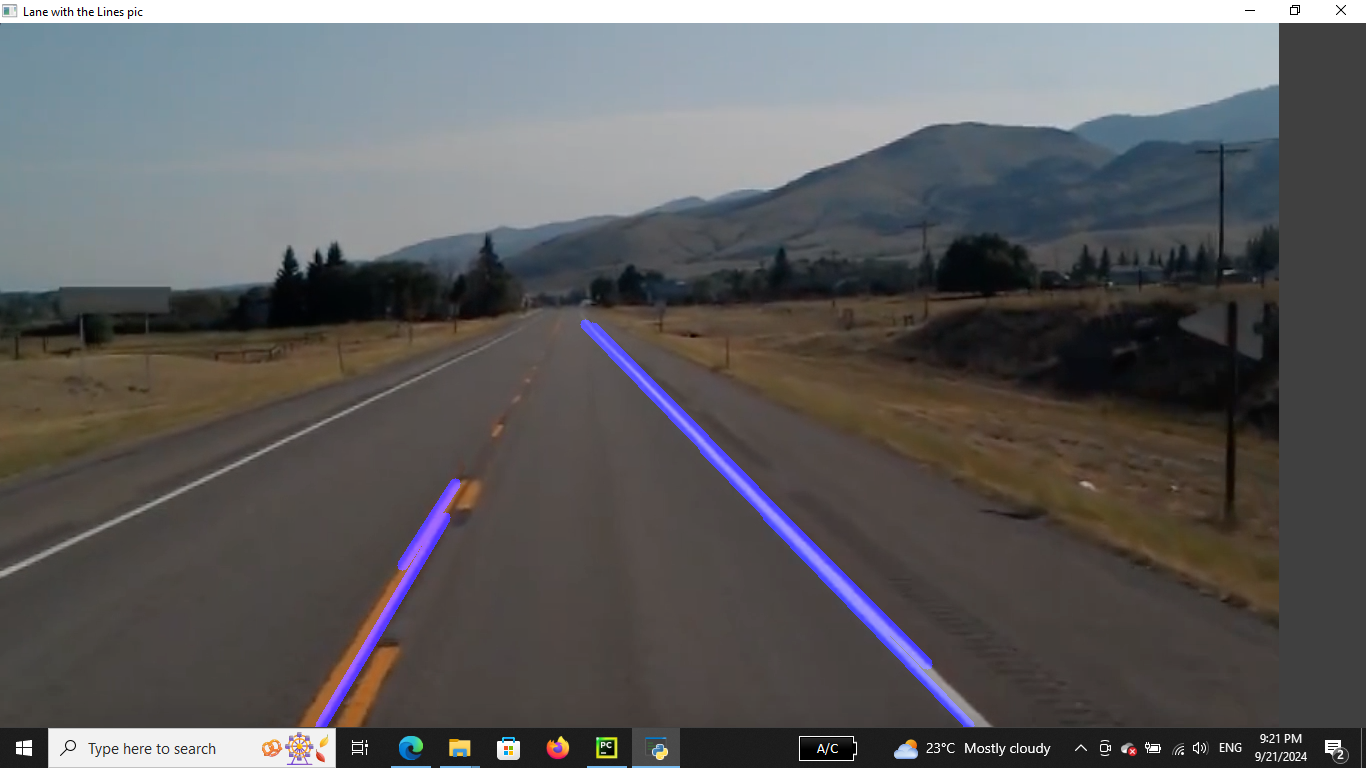 Lane with the Lines pic
Type here to search
PC
A/C
23°C Mostly cloudy
ENG
9:21 PM
9/21/2024
2